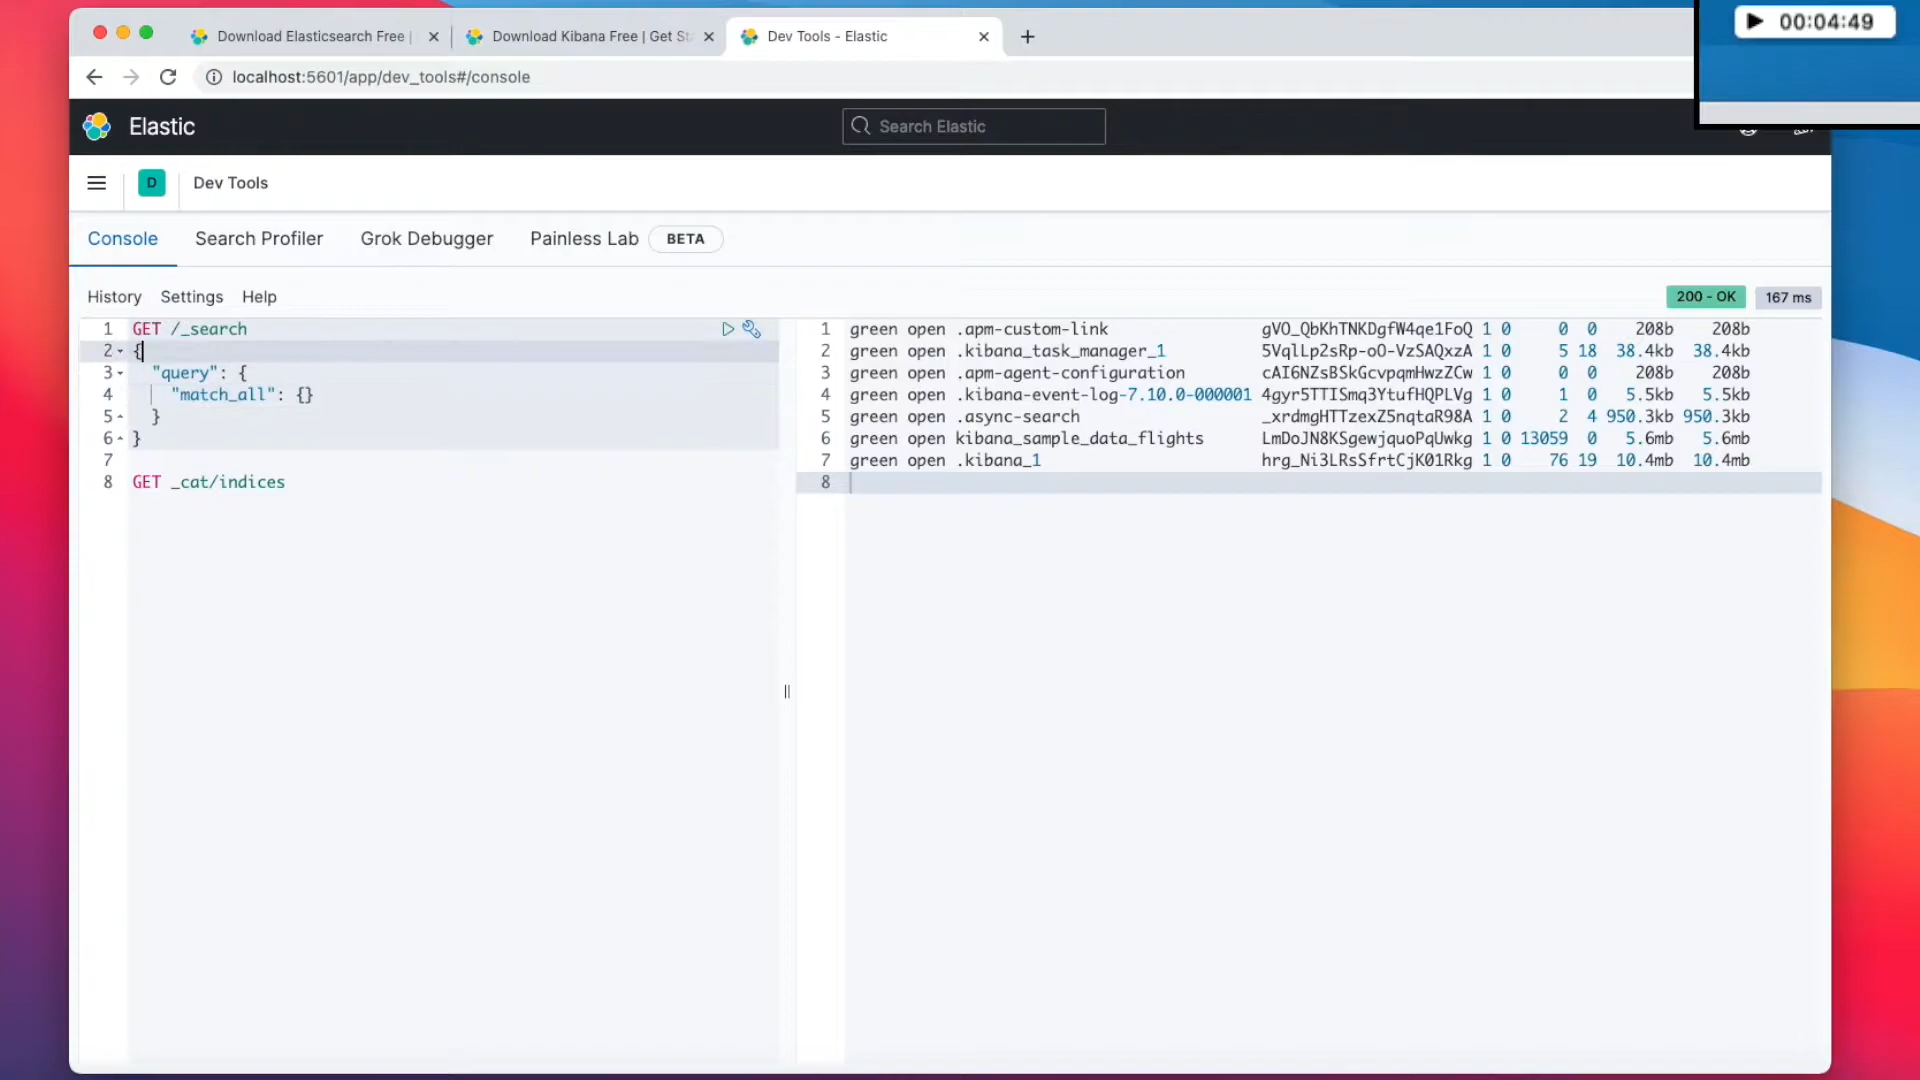 00:04:49
Download Elasticsearch Free |
Download Kibana Free | Get St
Dev Tools - Elastic
localhost:5601/app/dev_tools#/console
Elastic
Search Elastic
D
Dev Tools
Console
Search Profiler
Grok Debugger
Painless Lab
BETA
History
Settings
Help
200 - OK
167 ms
1 GET /_search
2 {
3 "query": {
4 "match_all": {}
5 }
6 }
7
8 GET _cat/indices
1 green open .apm-custom-link gVO_QbKhTNKDgfW4qe1FoQ 1 0 0 0 208b 208b
2 green open .kibana_task_manager_1 5VqlLp2sRp-oO-VzSAQxzA 1 0 5 18 38.4kb 38.4kb
3 green open .apm-agent-configuration cAI6NZsBSkGcvpqmHwzZCw 1 0 0 0 208b 208b
4 green open .kibana-event-log-7.10.0-000001 4gyr5TTISmq3YtufHQPLVg 1 0 1 0 5.5kb 5.5kb
5 green open .async-search _xrdmgHTTzexZ5nqtaR98A 1 0 2 4 950.3kb 950.3kb
6 green open kibana_sample_data_flights LmDoJN8KSgewjquoPqUwkg 1 0 13059 0 5.6mb 5.6mb
7 green open .kibana_1 hrg_Ni3LRsSfrtCjK01Rkg 1 0 76 19 10.4mb 10.4mb
8